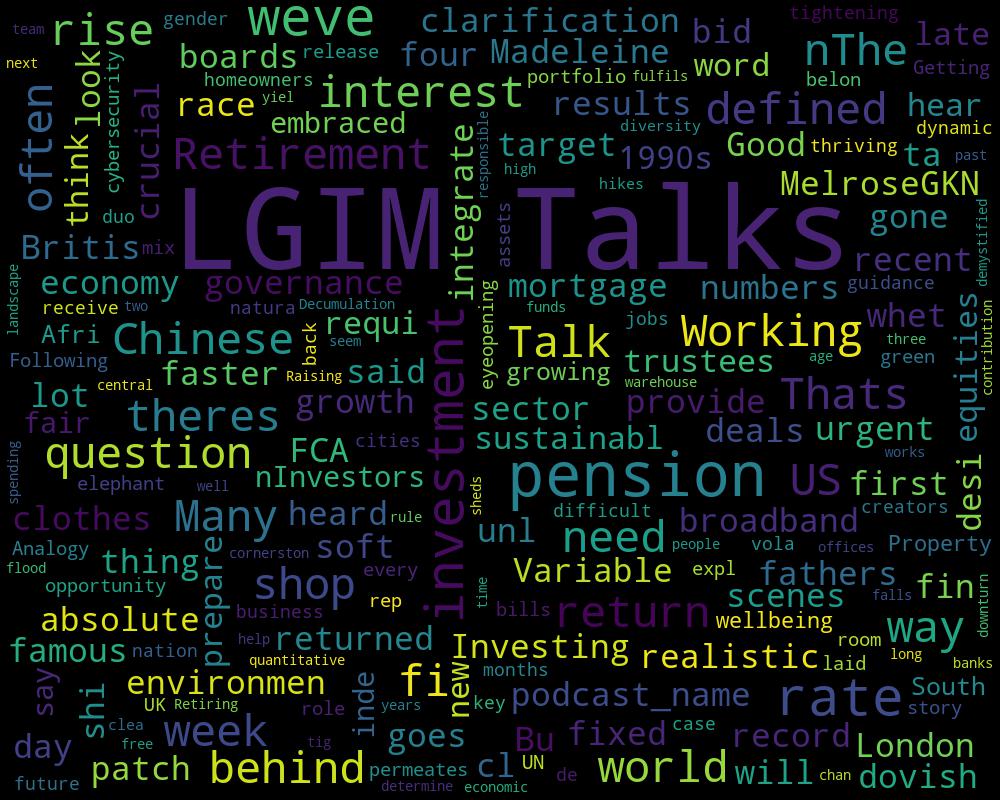 team rise gender weve clarification tightening
boards release four Madeleine bid nThe late
next look homeowners portfolio fulfils word belon Getting
often cybersecurity crucial race yiel interest results defined hear
think embraced responsible target diversity 1990s Good thriving dynamic
Retirement integrate high hikes ta past
duo MelroseGKN
LGIM Talks
assets gone demystified
Britis mix recent
landscape economy governance mortgage numbers guidance
receive two natura Decumulation eyeopening funds whet equities contribution
Afri Chinese back requi seem Talk jobs Working three
Following faster Raising said growing trustees age green
lot central investment warehouse
fair theres growth sector provide Thats
question FCA cities sustainabl deals urgent
spending elephant well nInvestors pension US works first desi
clothes Many heard rule sheds difficult broadband creators
Analogy thing prepare cornerston soft unl need people vola offices Property
flood opportunity every Variable expl fathers fin downturn
shop rep time scenes falls
absolute business bills return wellbeing way
famous nation help returned Investing realistic room long
quantitative new months laid banks
say shi environmen inde fi key podcast_name rate South
UK Retiring role years story
day clea week tig goes Bu fixed case record London
free
patch behind permeates cl UN de world will chan dovish
future determine economic